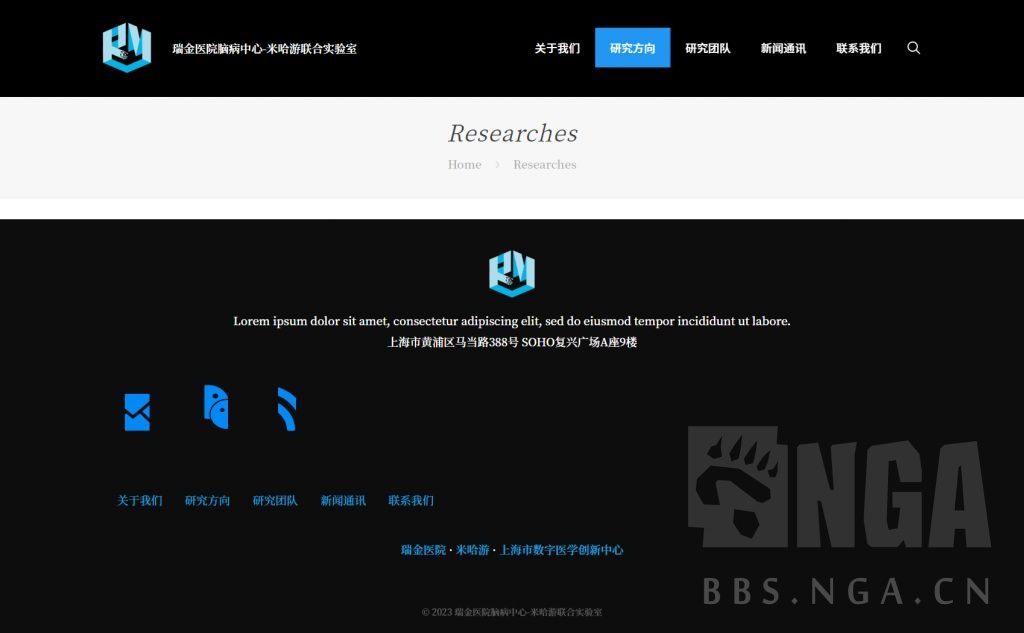 瑞金医院脑病中心-米哈游联合实验室
关于我们 研究方向 研究团队 新闻通讯 联系我们
Researches
Home > Researches
Lorem ipsum dolor sit amet, consectetur adipiscing elit, sed do eiusmod tempor incididunt ut labore.
上海市黄浦区马当路388号 SOHO复兴广场A座9楼
关于我们 研究方向 研究团队 新闻通讯 联系我们
瑞金医院 · 米哈游 · 上海市数字医学创新中心
© 2023 瑞金医院脑病中心-米哈游联合实验室
NGA
BBS.NGA.CN